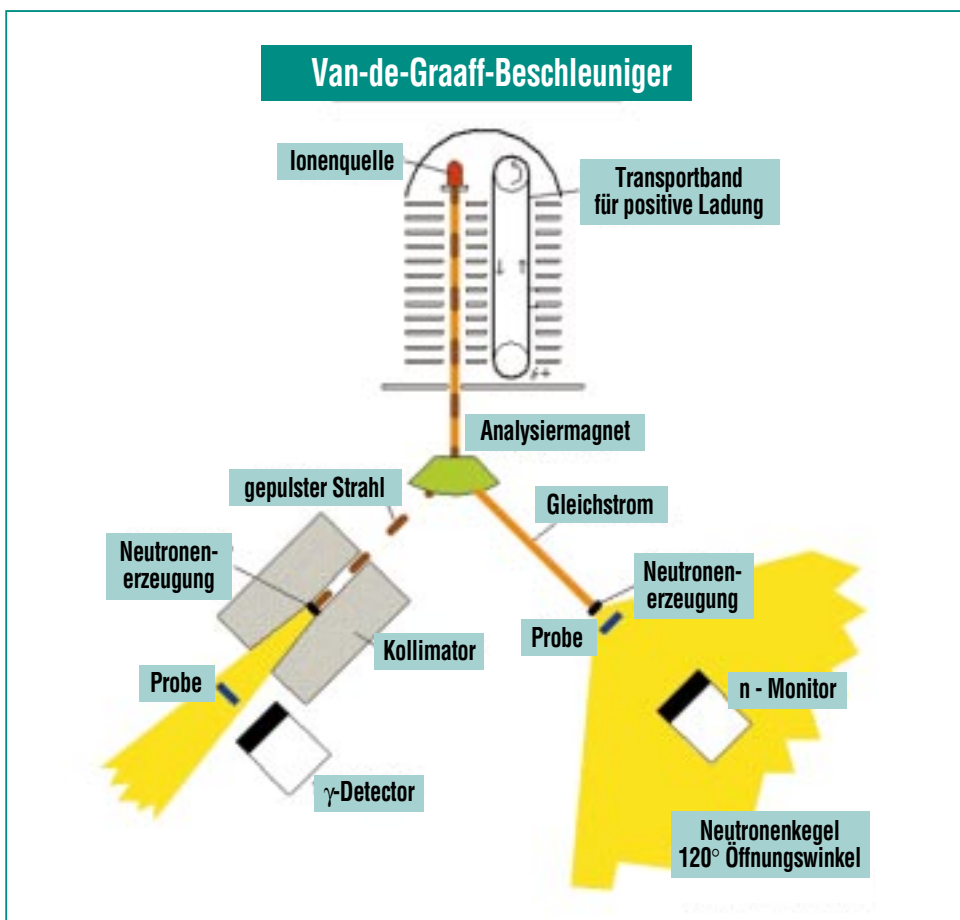 Van-de-Graaff-Beschleuniger
Ionenquelle
Transportband
für positive Ladung
Analysiermagnet
gepulster Strahl
Gleichstrom
Neutronen-
erzeugung
Neutronen-
erzeugung
Probe
Kollimator
Probe
n - Monitor
γ-Detector
Neutronenkegel
120° Öffnungswinkel